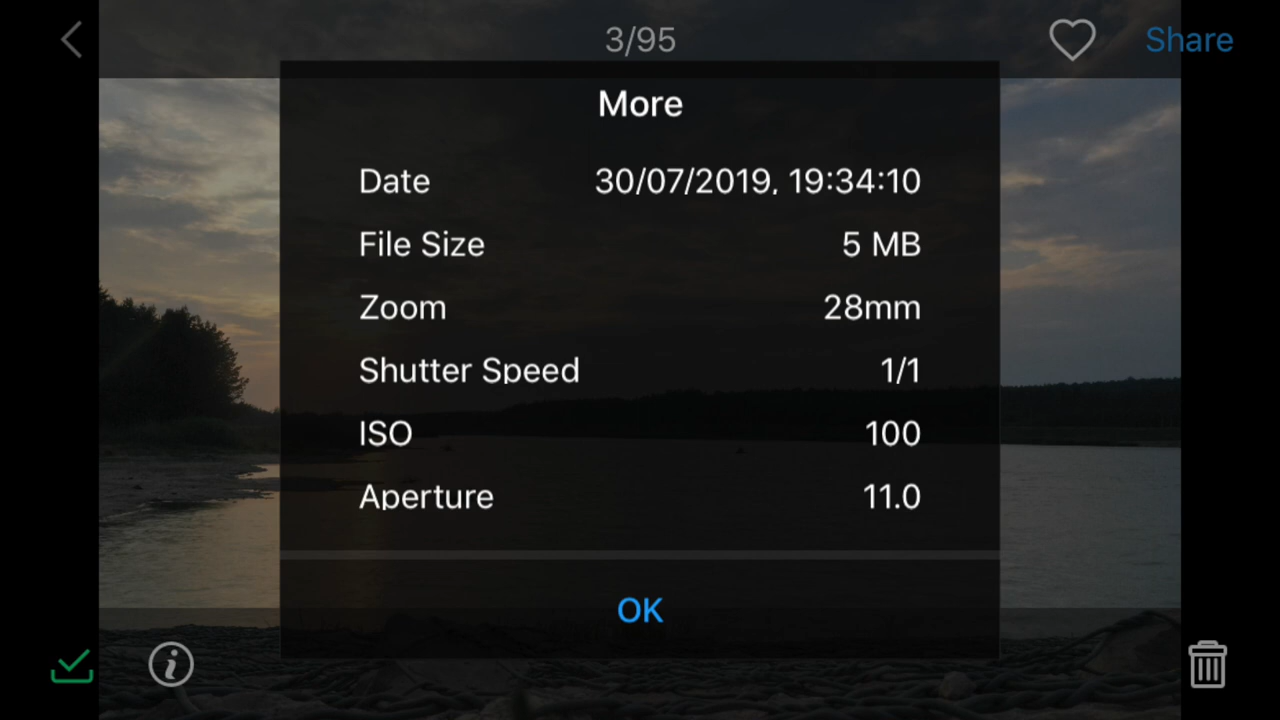 3/95
Share
More
Date 30/07/2019, 19:34:10
File Size 5 MB
Zoom 28mm
Shutter Speed 1/1
ISO 100
Aperture 11.0
OK